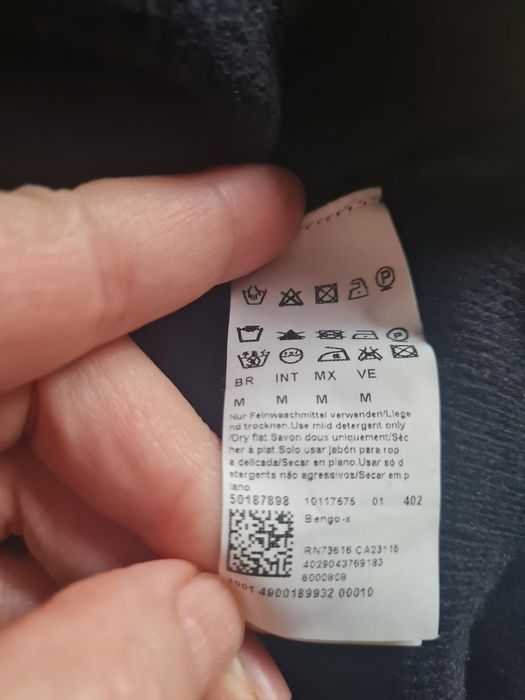 P
P
30
BR INT MX VE
M M M M
Nur Feinwaschmittel verwenden/Liege
nd trocknen.Use mild detergent only
/Dry flat Savon doux uniquement/Séc
her à plat.Solo usar jabón para rop
a delicada/Secar en plano.Usar só d
etergents não agressivos/Secar em p
lano
50187898 10117675 01 402
Bengo-x
RN73616 CA23115
4029043769183
6000808
4900189932 00010